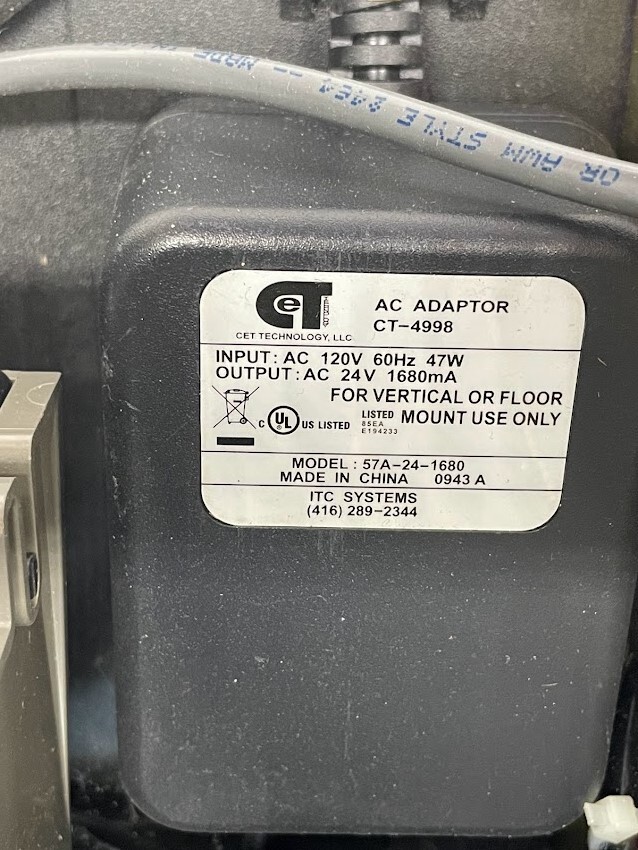 OR AWM STYLE 2464
CET
CET TECHNOLOGY, LLC
AC ADAPTOR
CT-4998
INPUT: AC 120V 60Hz 47W
OUTPUT: AC 24V 1680mA
FOR VERTICAL OR FLOOR
MOUNT USE ONLY
C UL US LISTED
LISTED
85EA
E194233
MODEL : 57A-24-1680
MADE IN CHINA 0943 A
ITC SYSTEMS
(416) 289-2344